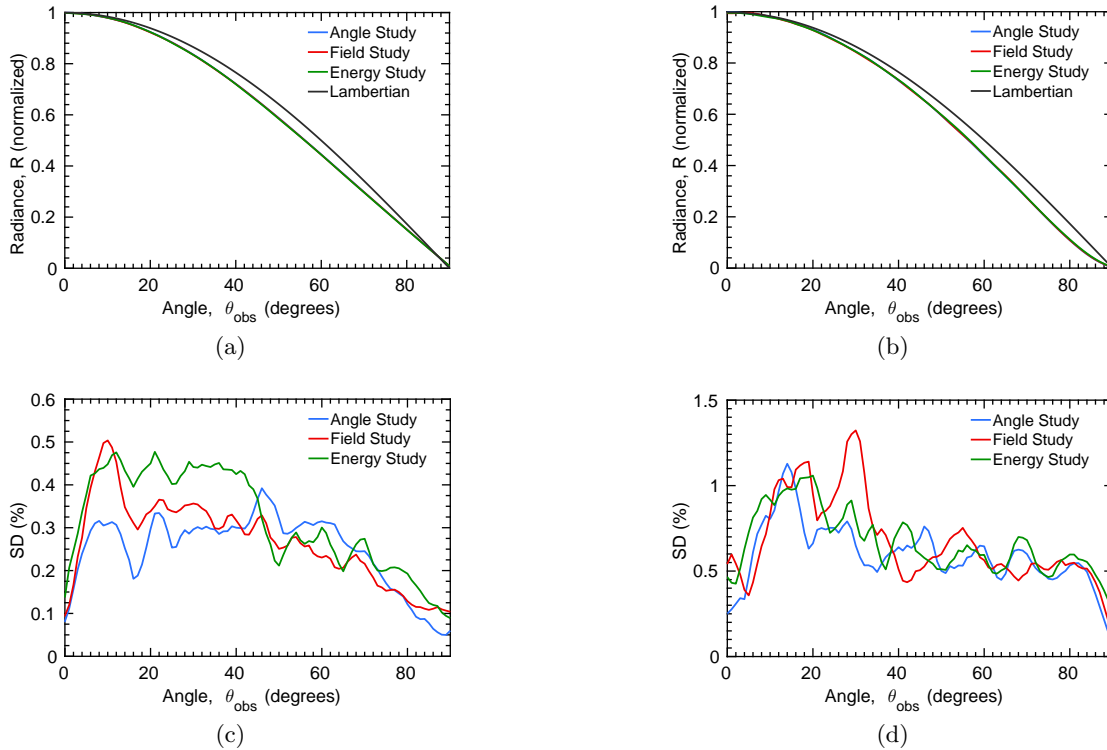 Radiance, R (normalized)
1
0.8
0.6
0.4
0.2
0
0 20 40 60 80
Angle, θobs (degrees)
Angle Study
Field Study
Energy Study
Lambertian
(a)
Radiance, R (normalized)
1
0.8
0.6
0.4
0.2
0
0 20 40 60 80
Angle, θobs (degrees)
Angle Study
Field Study
Energy Study
Lambertian
(b)
SD (%)
0.6
0.5
0.4
0.3
0.2
0.1
0
0 20 40 60 80
Angle, θobs (degrees)
Angle Study
Field Study
Energy Study
(c)
SD (%)
1.5
1
0.5
0
0 20 40 60 80
Angle, θobs (degrees)
Angle Study
Field Study
Energy Study
(d)